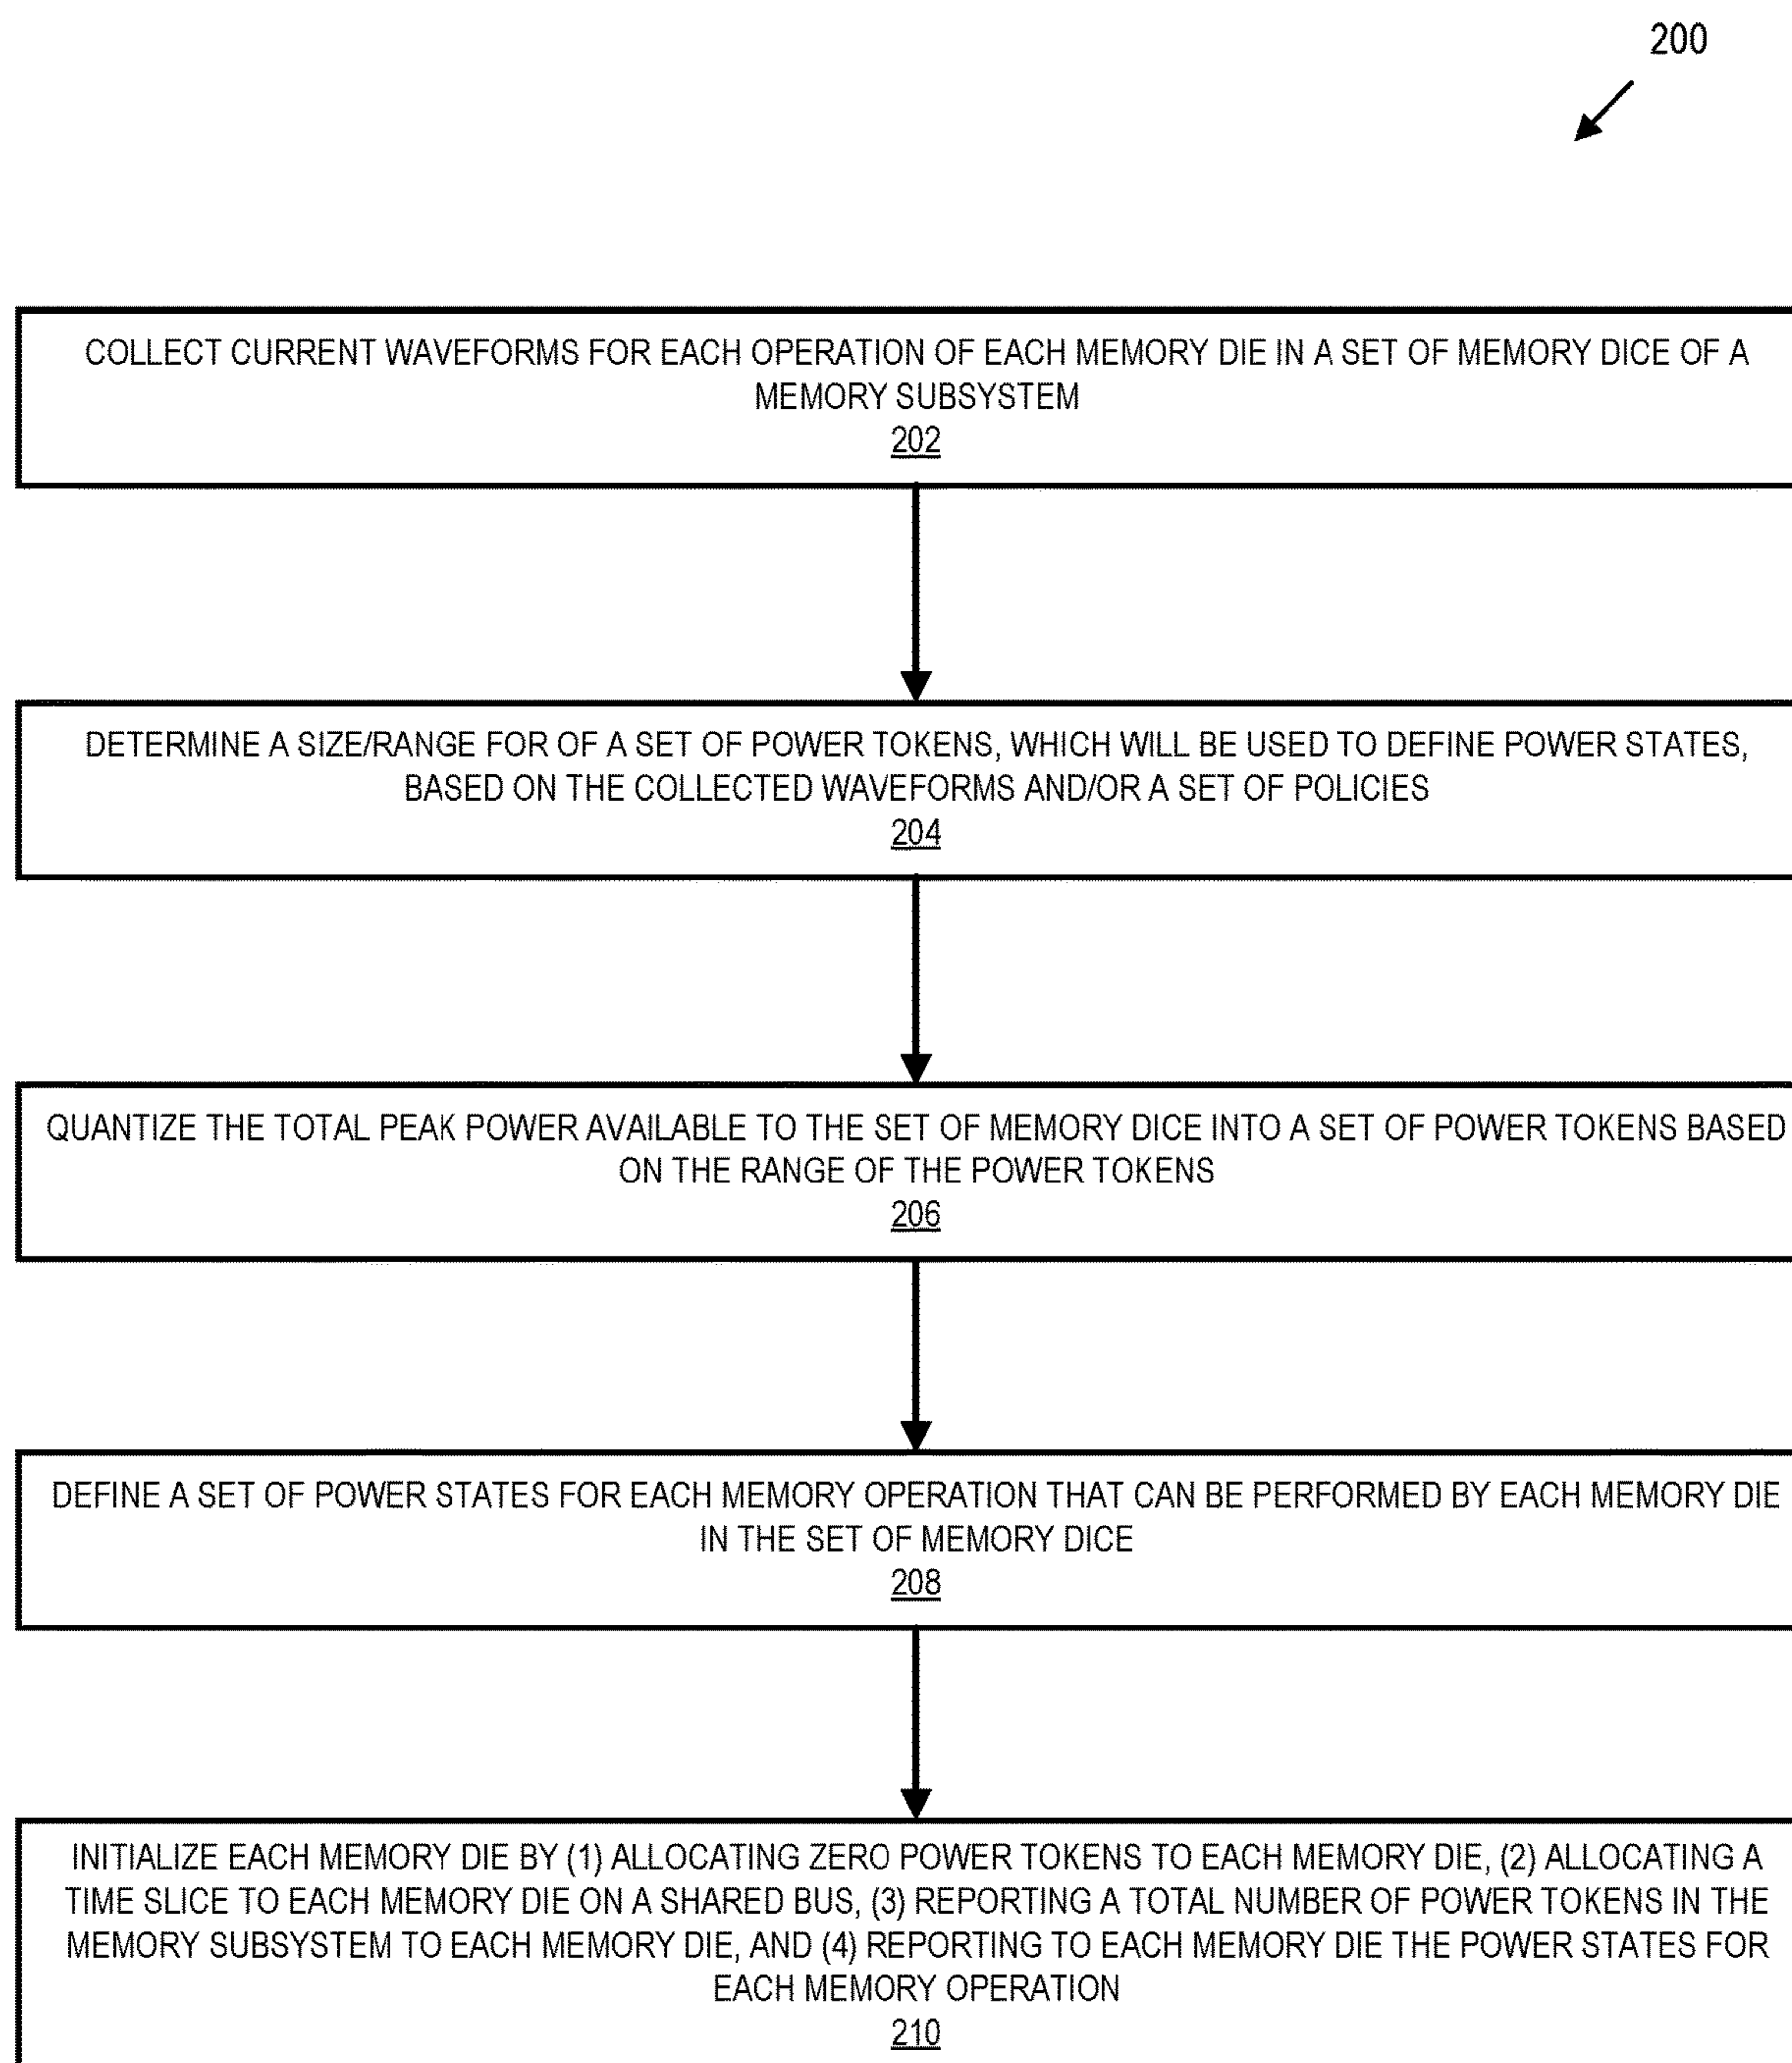 200
COLLECT CURRENT WAVEFORMS FOR EACH OPERATION OF EACH MEMORY DIE IN A SET OF MEMORY DICE OF A
MEMORY SUBSYSTEM
202
DETERMINE A SIZE/RANGE FOR OF A SET OF POWER TOKENS, WHICH WILL BE USED TO DEFINE POWER STATES,
BASED ON THE COLLECTED WAVEFORMS AND/OR A SET OF POLICIES
204
QUANTIZE THE TOTAL PEAK POWER AVAILABLE TO THE SET OF MEMORY DICE INTO A SET OF POWER TOKENS BASED
ON THE RANGE OF THE POWER TOKENS
206
DEFINE A SET OF POWER STATES FOR EACH MEMORY OPERATION THAT CAN BE PERFORMED BY EACH MEMORY DIE
IN THE SET OF MEMORY DICE
208
INITIALIZE EACH MEMORY DIE BY (1) ALLOCATING ZERO POWER TOKENS TO EACH MEMORY DIE, (2) ALLOCATING A
TIME SLICE TO EACH MEMORY DIE ON A SHARED BUS, (3) REPORTING A TOTAL NUMBER OF POWER TOKENS IN THE
MEMORY SUBSYSTEM TO EACH MEMORY DIE, AND (4) REPORTING TO EACH MEMORY DIE THE POWER STATES FOR
EACH MEMORY OPERATION
210